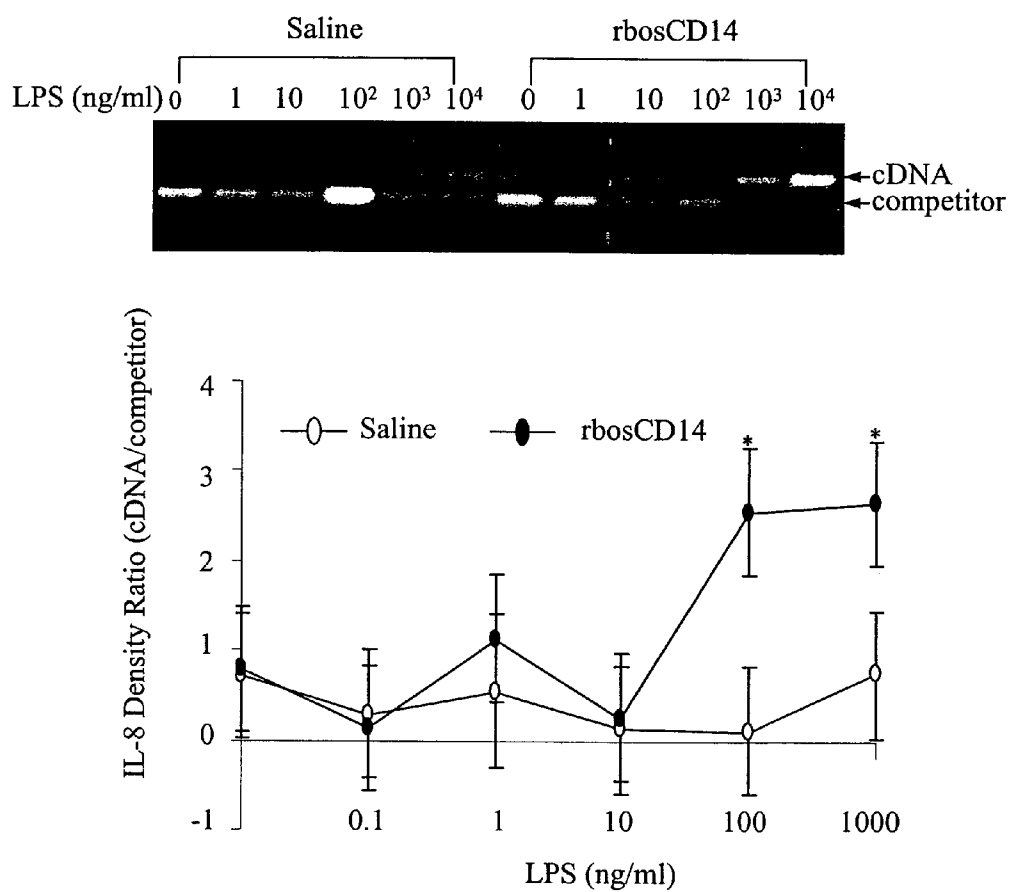 Saline rbosCD14
LPS (ng/ml) 0 1 10 10² 10³ 10⁴ 0 1 10 10² 10³ 10⁴
cDNA
competitor
IL-8 Density Ratio (cDNA/competitor)
4
3
2
1
0
-1
Saline rbosCD14
* *
0.1 1 10 100 1000
LPS (ng/ml)